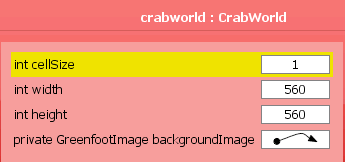 crabworld : CrabWorld
int cellSize 1
int width 560
int height 560
private GreenfootImage backgroundImage